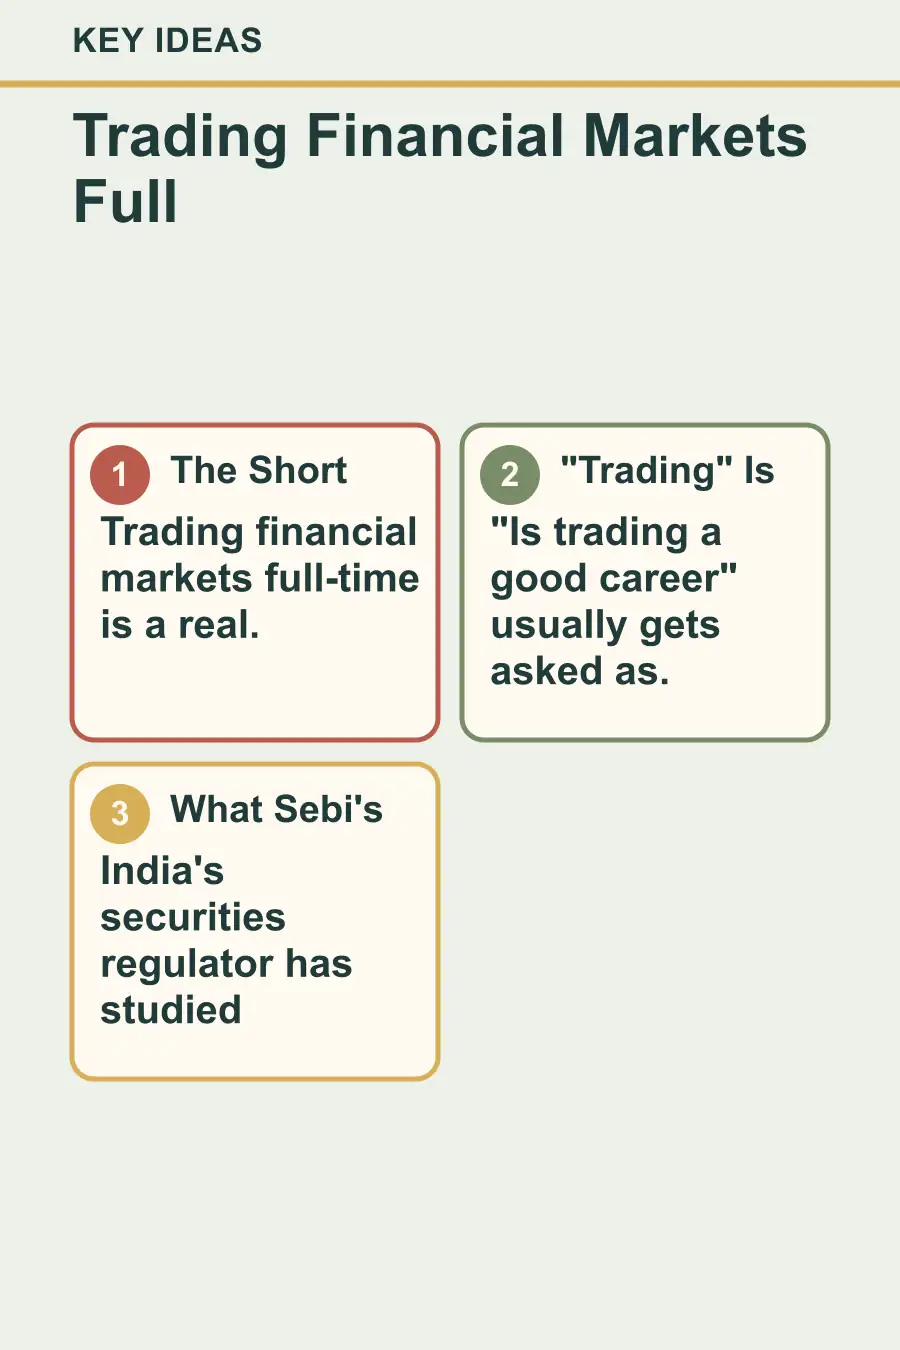 KEY IDEAS
Trading Financial Markets
Full
1
The Short
Trading financial
markets full-time
is a real.
2
"Trading" Is
"Is trading a
good career"
usually gets
asked as.
3
What Sebi's
India's
securities
regulator has
studied